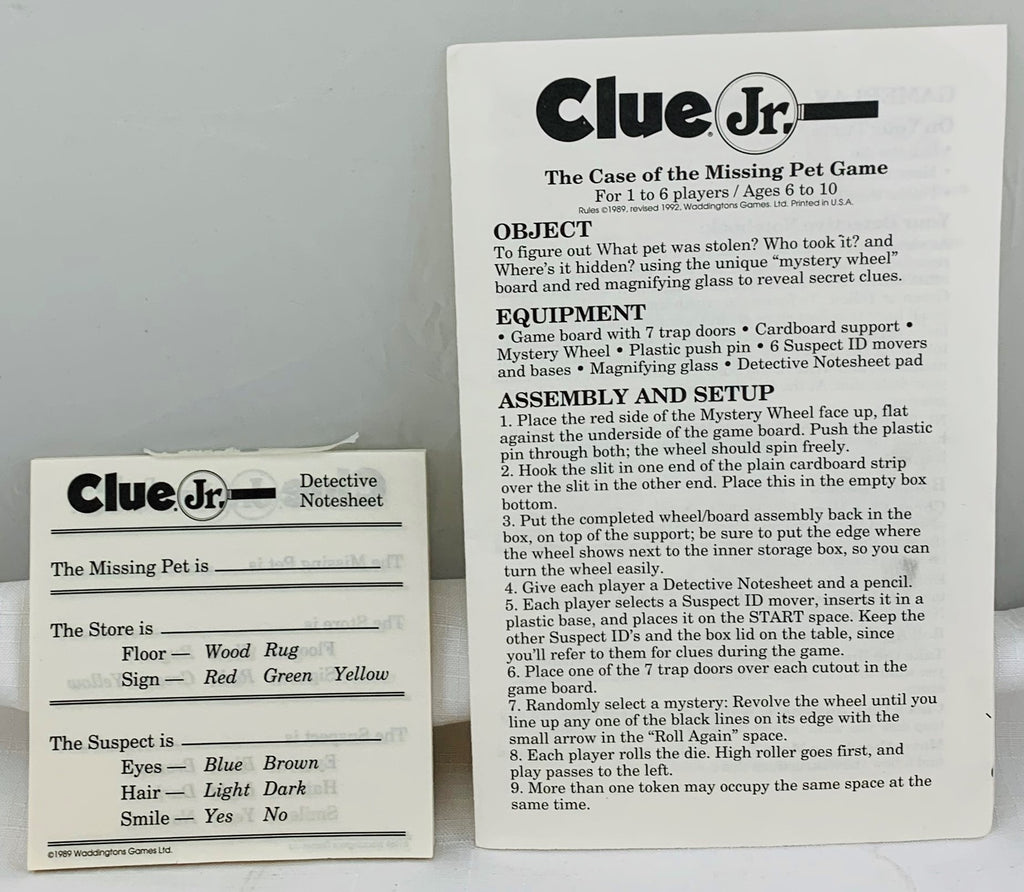 Clue Jr.
Detective
Notesheet
The Missing Pet is
The Store is
Floor — Wood Rug
Sign — Red Green Yellow
The Suspect is
Eyes — Blue Brown
Hair — Light Dark
Smile — Yes No
©1989 Waddingtons Games Ltd.
Clue® Jr.
The Case of the Missing Pet Game
For 1 to 6 players / Ages 6 to 10
Rules ©1989, revised 1992, Waddingtons Games. Ltd. Printed in U.S.A.
OBJECT
To figure out What pet was stolen? Who took it? and
Where's it hidden? using the unique "mystery wheel"
board and red magnifying glass to reveal secret clues.
EQUIPMENT
• Game board with 7 trap doors • Cardboard support •
Mystery Wheel • Plastic push pin • 6 Suspect ID movers
and bases • Magnifying glass • Detective Notesheet pad
ASSEMBLY AND SETUP
1. Place the red side of the Mystery Wheel face up, flat
against the underside of the game board. Push the plastic
pin through both; the wheel should spin freely.
2. Hook the slit in one end of the plain cardboard strip
over the slit in the other end. Place this in the empty box
bottom.
3. Put the completed wheel/board assembly back in the
box, on top of the support; be sure to put the edge where
the wheel shows next to the inner storage box, so you can
turn the wheel easily.
4. Give each player a Detective Notesheet and a pencil.
5. Each player selects a Suspect ID mover, inserts it in a
plastic base, and places it on the START space. Keep the
other Suspect ID's and the box lid on the table, since
you'll refer to them for clues during the game.
6. Place one of the 7 trap doors over each cutout in the
game board.
7. Randomly select a mystery: Revolve the wheel until you
line up any one of the black lines on its edge with the
small arrow in the "Roll Again" space.
8. Each player rolls the die. High roller goes first, and
play passes to the left.
9. More than one token may occupy the same space at the
same time.